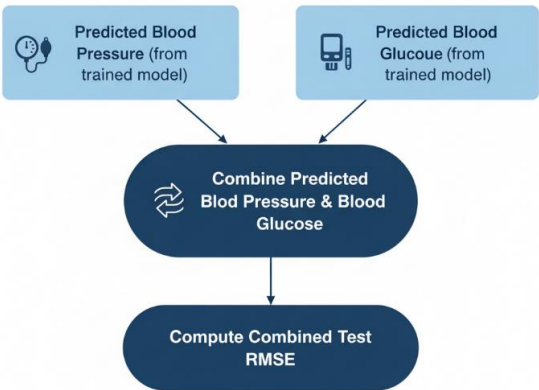 Predicted Blood
Pressure (from
trained model)
Predicted Blood
Glucoue (from
trained model)
Combine Predicted
Blod Pressure & Blood
Glucose
Compute Combined Test
RMSE